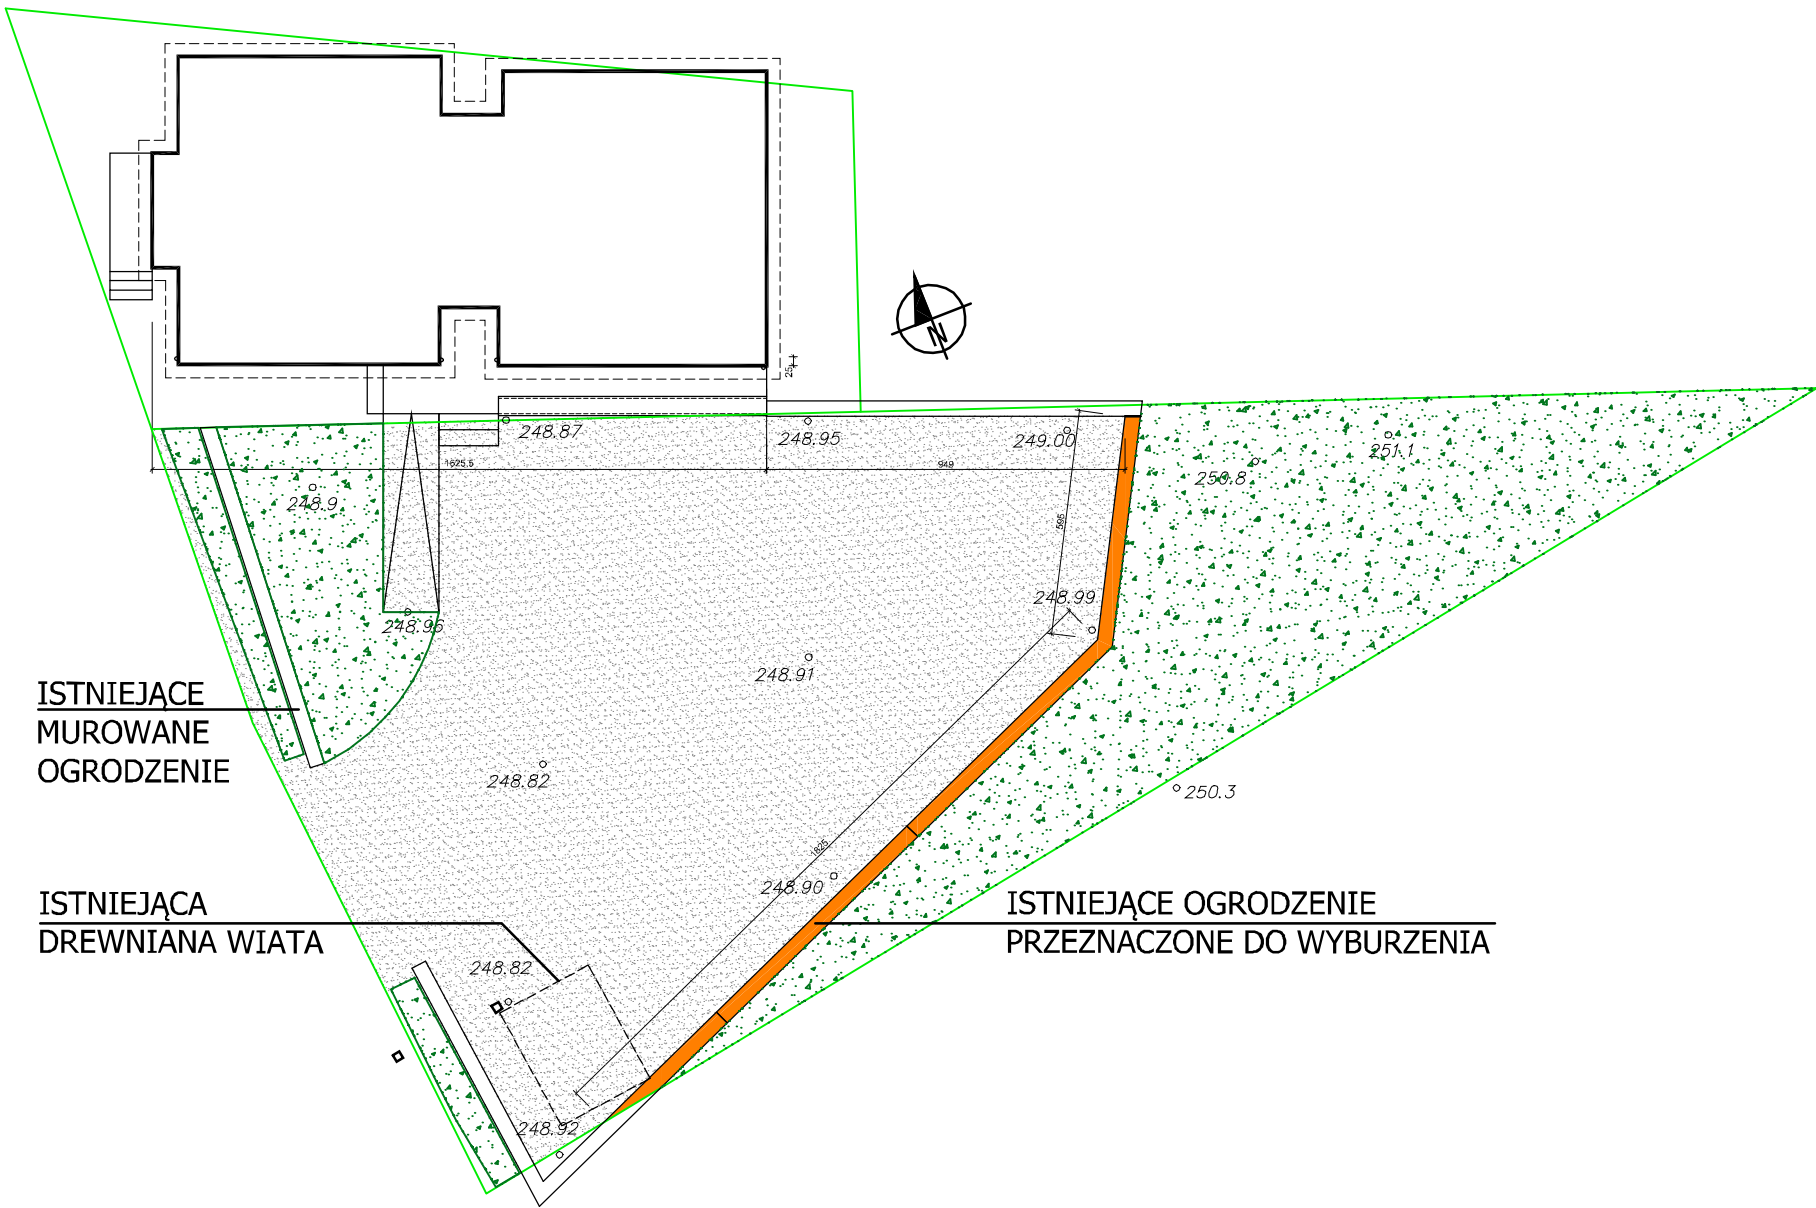 N
25
248.87
248.95
249.00
251.1
1625.5
949
250.8
248.9
595
248.99
248.96
248.91
ISTNIEJĄCE
MUROWANE
OGRODZENIE
248.82
250.3
1825
248.90
ISTNIEJĄCA
DREWNIANA WIATA
ISTNIEJĄCE OGRODZENIE
PRZEZNACZONE DO WYBURZENIA
248.82
248.92